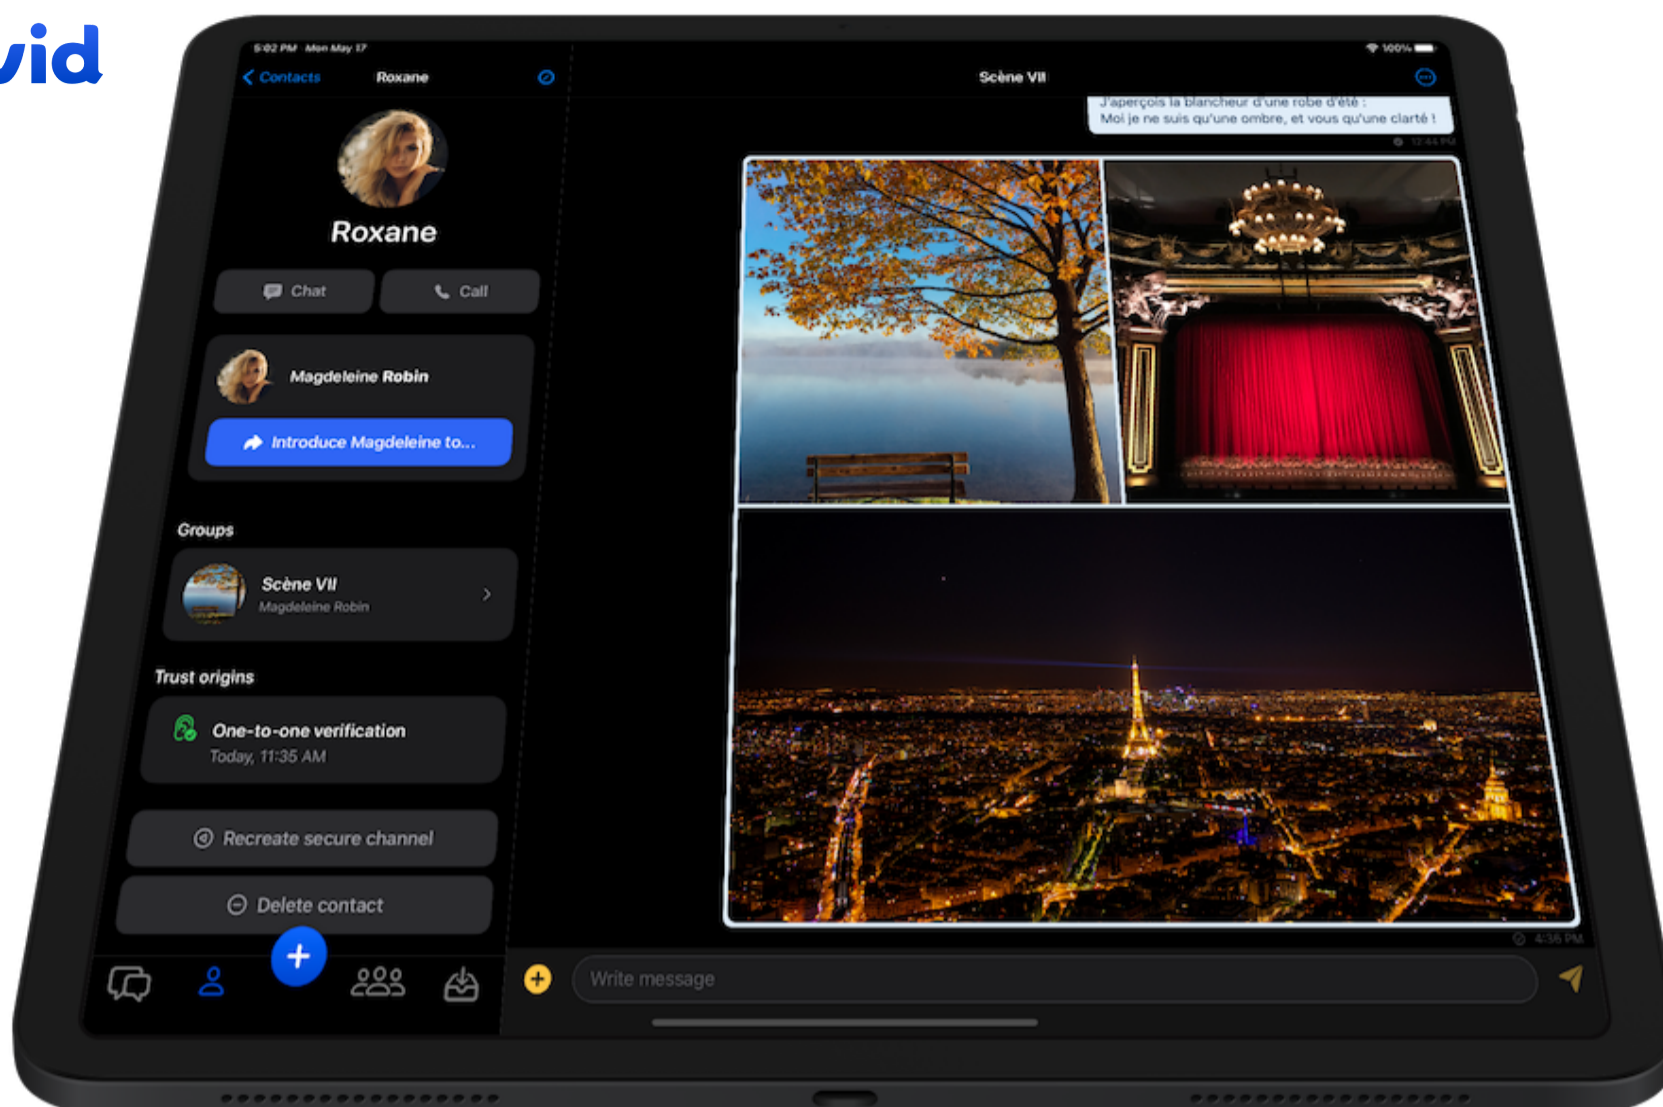 vid
5:02 PM Mon May 17
100%
Contacts
Roxane
Scène VII
J'aperçois la blancheur d'une robe d'été :
Moi je ne suis qu'une ombre, et vous qu'une clarté !
12:44 PM
Roxane
Chat
Call
Magdeleine Robin
Introduce Magdeleine to...
Groups
Scène VII
Magdeleine Robin
Trust origins
One-to-one verification
Today, 11:35 AM
Recreate secure channel
Delete contact
4:36 PM
Write message